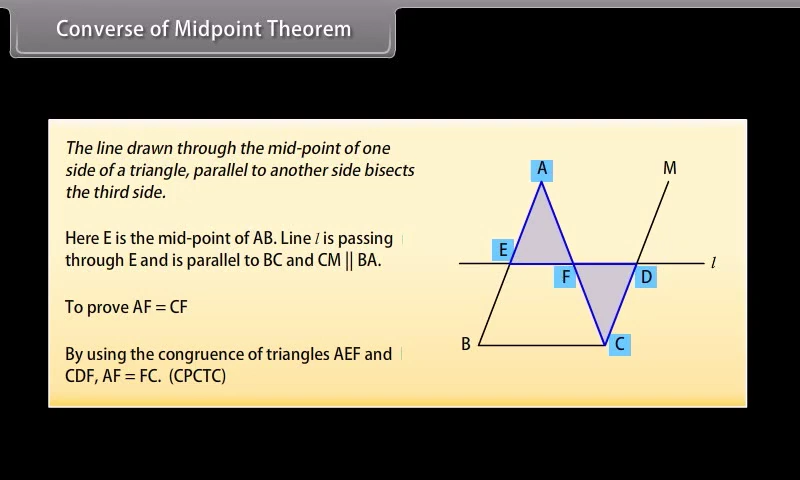 Converse of Midpoint Theorem
The line drawn through the mid-point of one
side of a triangle, parallel to another side bisects
the third side.
Here E is the mid-point of AB. Line l is passing
through E and is parallel to BC and CM || BA.
To prove AF = CF
By using the congruence of triangles AEF and
CDF, AF = FC. (CPCTC)
A M
E l
F D
B C